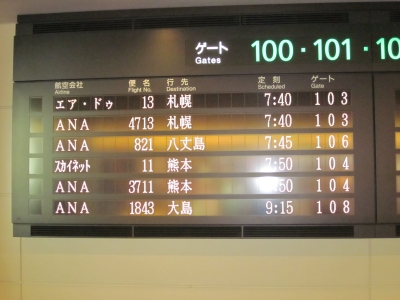 ゲート 100・101・10
Gates
航空会社 便名 行先 定刻 ゲート
Airline Flight No. Destination Scheduled Gate
エア・ドゥ 13 札幌 7:40 103
ANA 4713 札幌 7:40 103
ANA 821 八丈島 7:45 106
スカイネット 11 熊本 7:50 104
ANA 3711 熊本 7:50 104
ANA 1843 大島 9:15 108